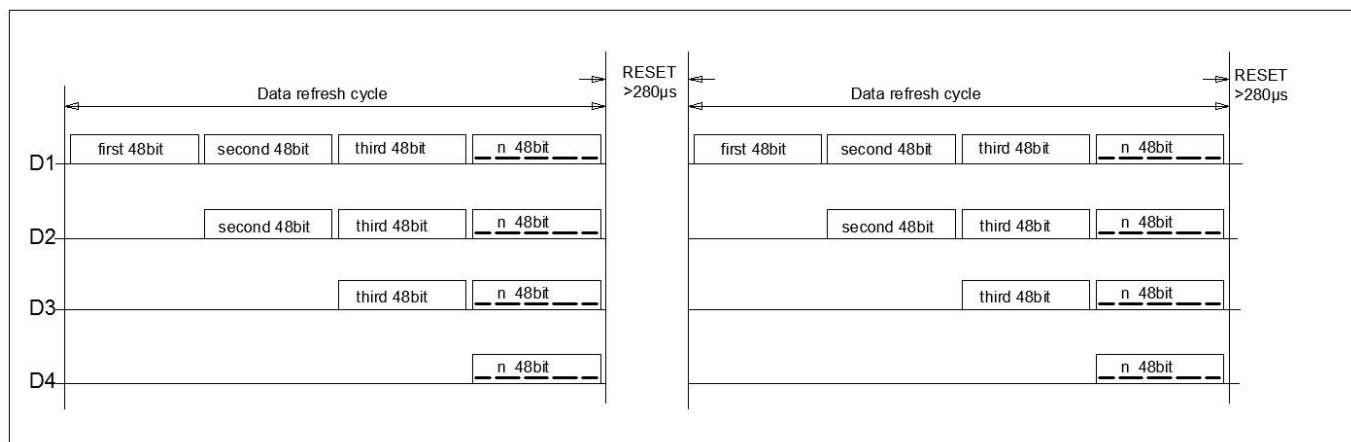 RESET
>280µs
RESET
>280µs
Data refresh cycle
Data refresh cycle
D1 first 48bit second 48bit third 48bit n 48bit first 48bit second 48bit third 48bit n 48bit
D2 second 48bit third 48bit n 48bit second 48bit third 48bit n 48bit
D3 third 48bit n 48bit third 48bit n 48bit
D4 n 48bit n 48bit